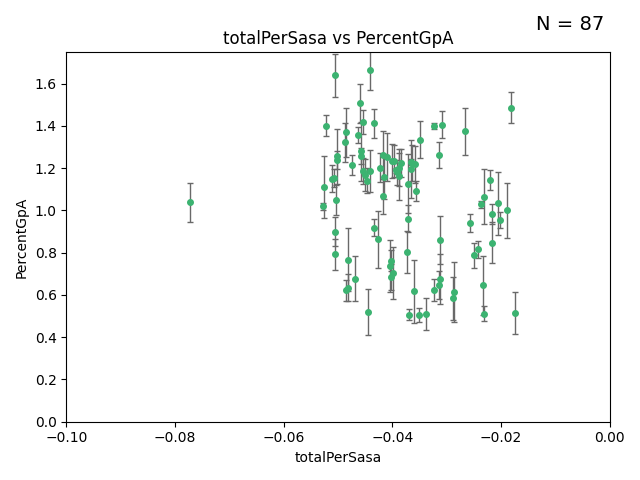 N = 87
totalPerSasa vs PercentGpA
PercentGpA
1.6
1.4
1.2
1.0
0.8
0.6
0.4
0.2
0.0
−0.10 −0.08 −0.06 −0.04 −0.02 0.00
totalPerSasa